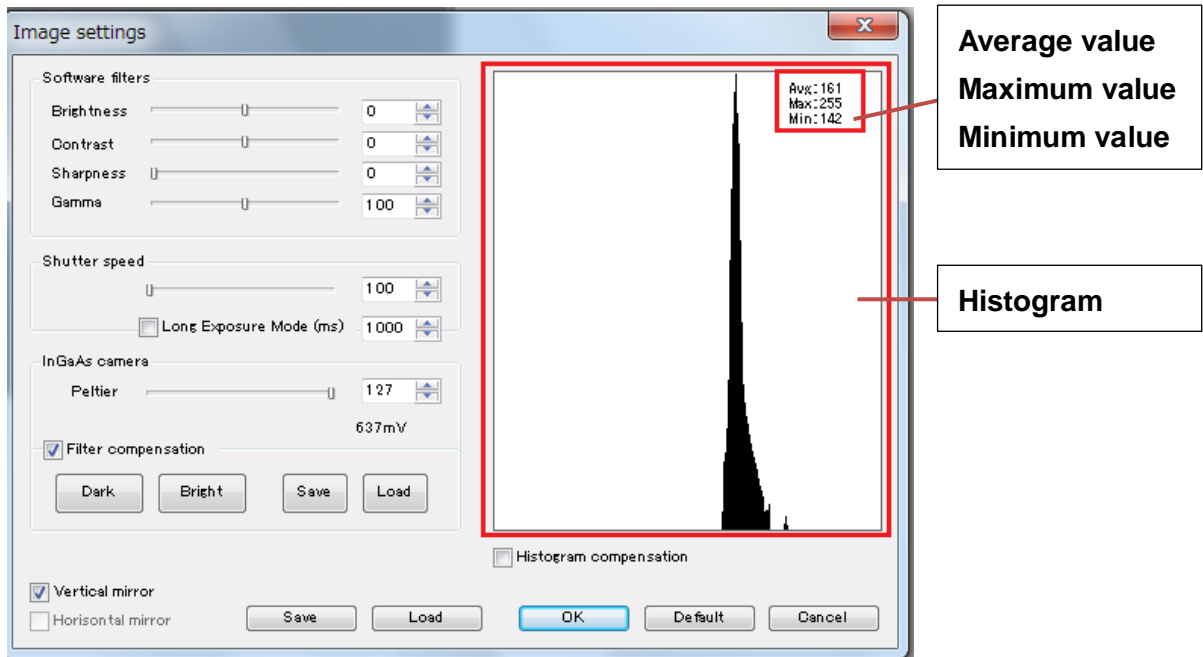 Image settings
Software filters
Brightness 0
Contrast 0
Sharpness 0
Gamma 100
Shutter speed
100
Long Exposure Mode (ms) 1000
InGaAs camera
Peltier 127
637mV
Filter compensation
Dark Bright Save Load
Vertical mirror
Horisontal mirror
Save Load
Avg:161
Max:255
Min:142
Histogram compensation
OK Default Cancel
Average value
Maximum value
Minimum value
Histogram